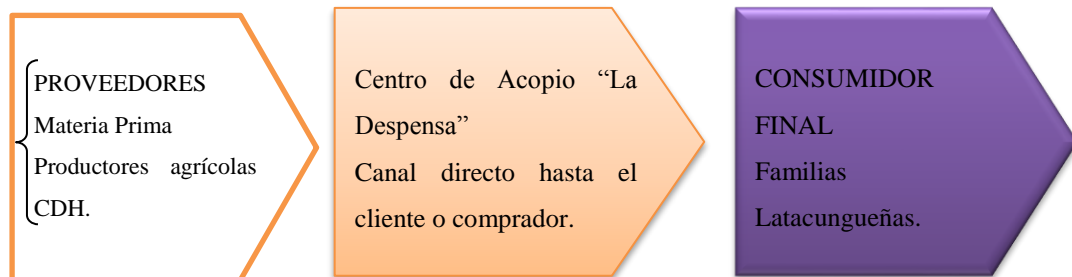 PROVEEDORES
Materia Prima
Productores agrícolas
CDH.
Centro de Acopio “La
Despensa”
Canal directo hasta el
cliente o comprador.
CONSUMIDOR
FINAL
Familias
Latacungueñas.